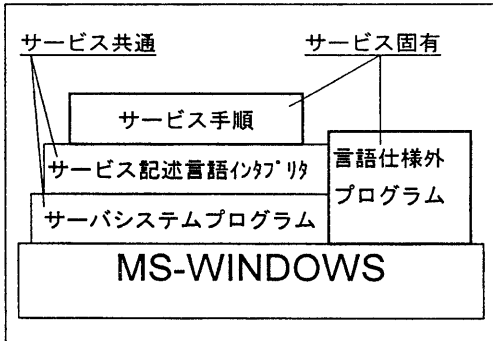 サービス共通 サービス固有
サービス手順
サービス記述言語ｲﾝﾀﾌﾟﾘﾀ
言語仕様外
プログラム
サーバシステムプログラム
MS-WINDOWS